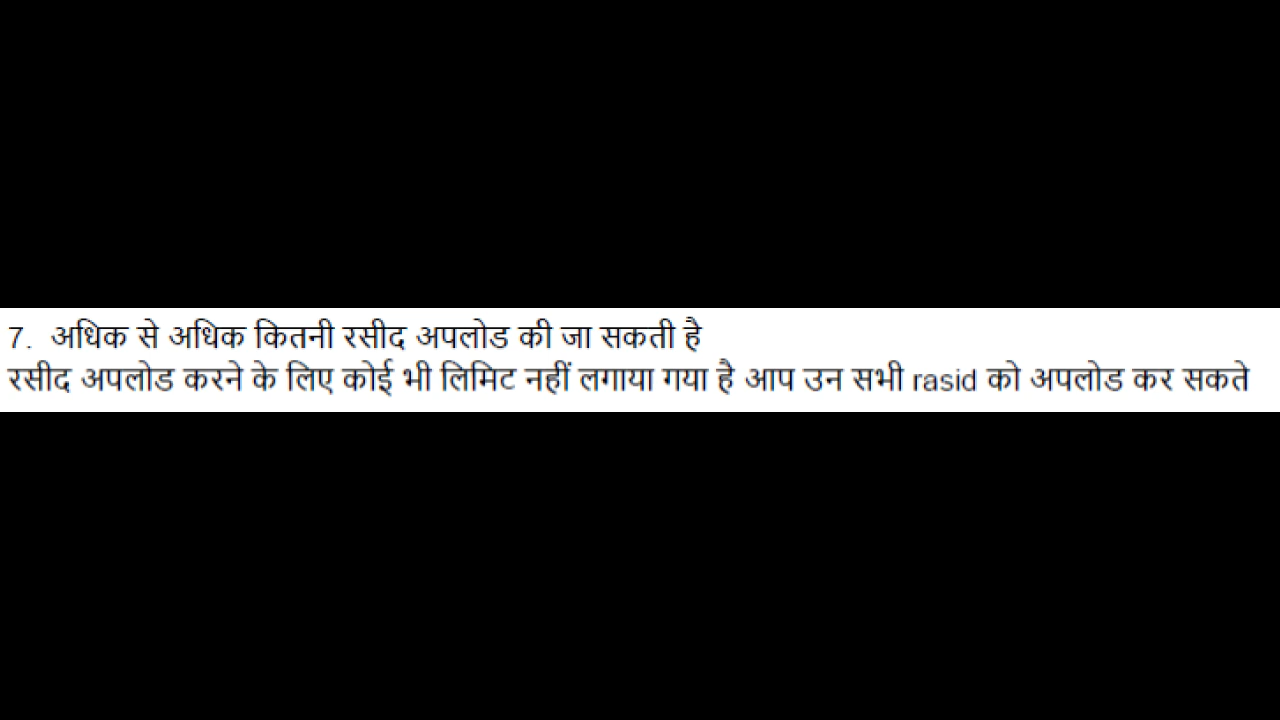 7. अधिक से अधिक कितनी रसीद अपलोड की जा सकती है
रसीद अपलोड करने के लिए कोई भी लिमिट नहीं लगाया गया है आप उन सभी rasid को अपलोड कर सकते